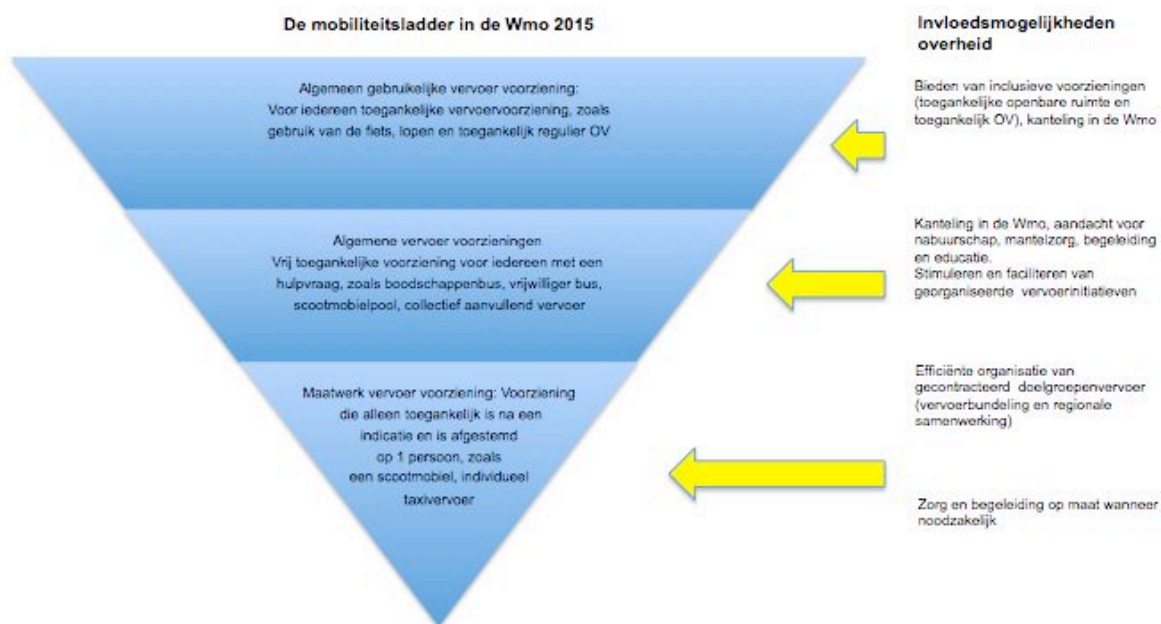 De mobiliteitsladder in de Wmo 2015
Algemeen gebruikelijke vervoer voorziening:
Voor iedereen toegankelijke vervoervoorziening, zoals
gebruik van de fiets, lopen en toegankelijk regulier OV
Algemene vervoer voorzieningen
Vrij toegankelijke voorziening voor iedereen met een
hulpvraag, zoals boodschappenbus, vrijwilliger bus,
scootmobielpool, collectief aanvullend vervoer
Maatwerk vervoer voorziening: Voorziening
die alleen toegankelijk is na een
indicatie en is afgestemd
op 1 persoon, zoals
een scootmobiel, individueel
taxivervoer
Invloedsmogelijkheden
overheid
Bieden van inclusieve voorzieningen
(toegankelijke openbare ruimte en
toegankelijk OV), kanteling in de Wmo
Kanteling in de Wmo, aandacht voor
nabuurschap, mantelzorg, begeleiding
en educatie.
Stimuleren en faciliteren van
georganiseerde vervoerinitiatieven
Efficiënte organisatie van
gecontracteerd doelgroepenvervoer
(vervoerbundeling en regionale
samenwerking)
Zorg en begeleiding op maat wanneer
noodzakelijk